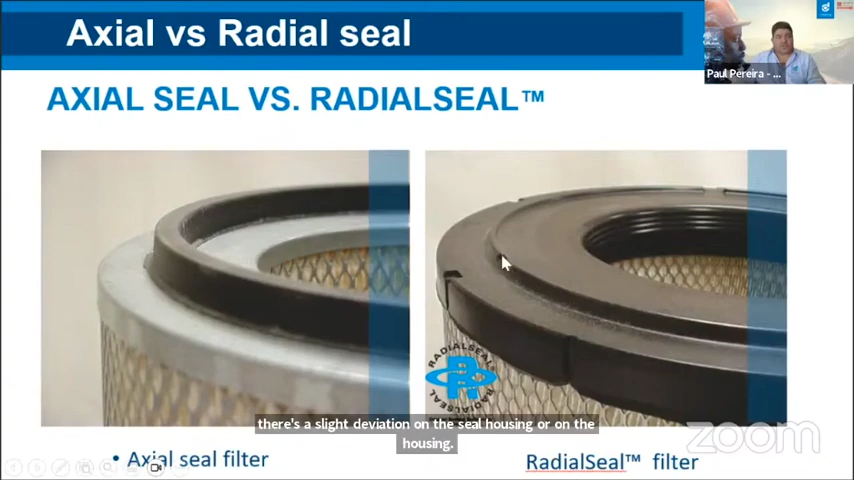 Axial vs Radial seal
Paul Pereira - ...
AXIAL SEAL VS. RADIALSEAL™
RADIALSEAL
RADIALSEAL
there's a slight deviation on the seal housing or on the
housing.
zoom
• Axial seal filter
RadialSeal™ filter